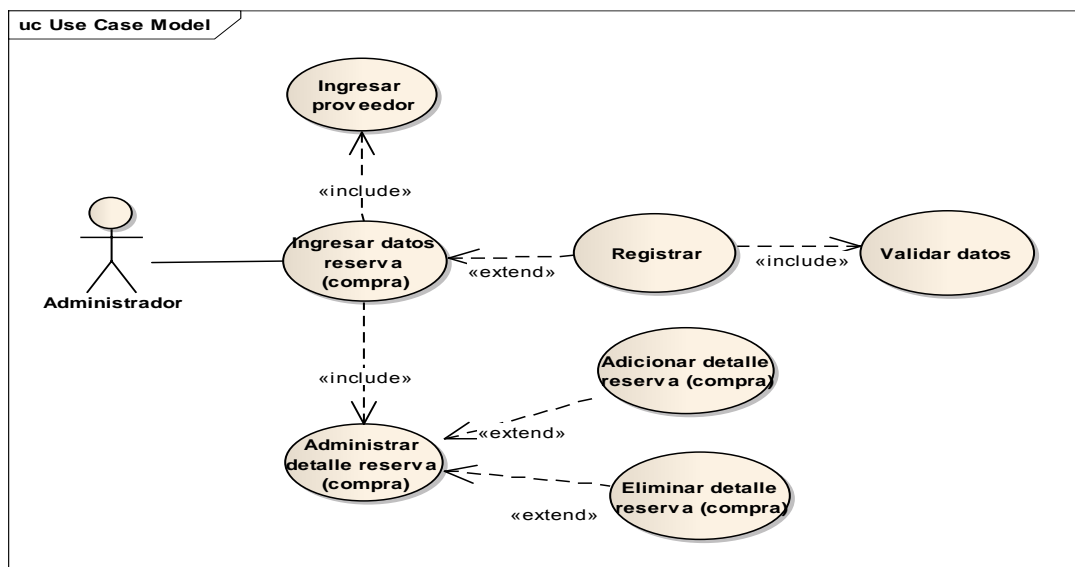 uc Use Case Model
Ingresar
proveedor
«include»
Administrador
Ingresar datos
reserva
(compra)
«extend»
Registrar
«include»
Validar datos
«include»
Adicionar detalle
reserva (compra)
«extend»
Administrar
detalle reserva
(compra)
Eliminar detalle
reserva (compra)
«extend»